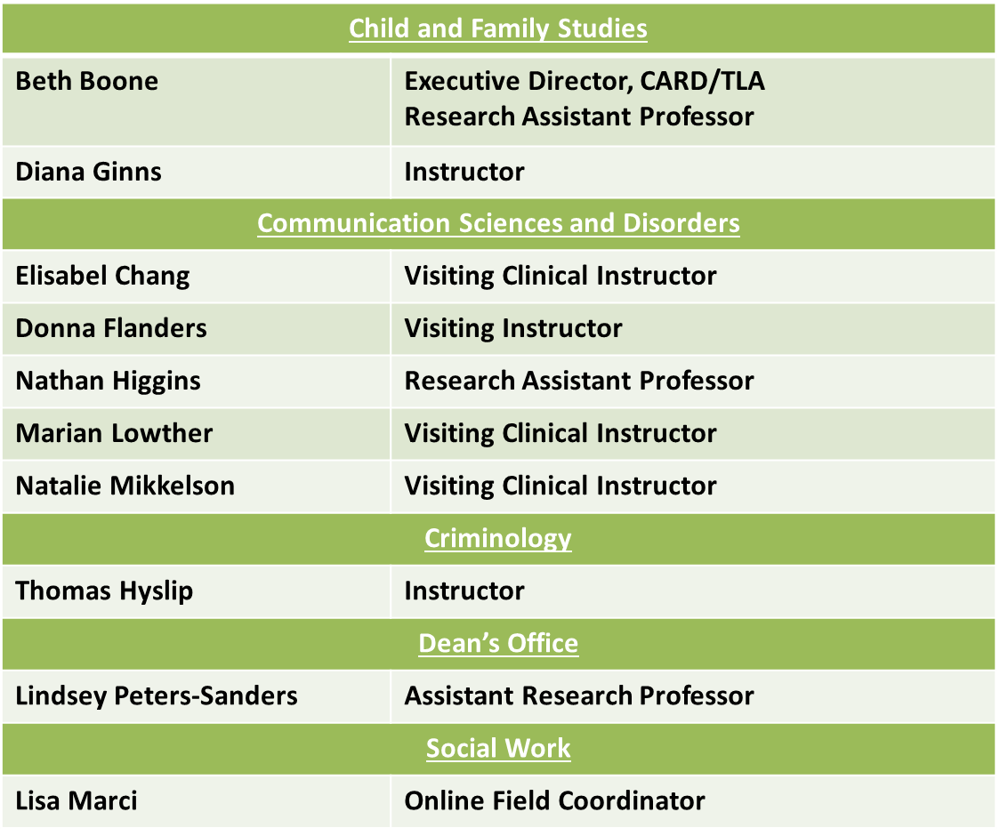 Child and Family Studies
Beth Boone Executive Director, CARD/TLA
Research Assistant Professor
Diana Ginns Instructor
Communication Sciences and Disorders
Elisabel Chang Visiting Clinical Instructor
Donna Flanders Visiting Instructor
Nathan Higgins Research Assistant Professor
Marian Lowther Visiting Clinical Instructor
Natalie Mikkelson Visiting Clinical Instructor
Criminology
Thomas Hyslip Instructor
Dean’s Office
Lindsey Peters-Sanders Assistant Research Professor
Social Work
Lisa Marci Online Field Coordinator